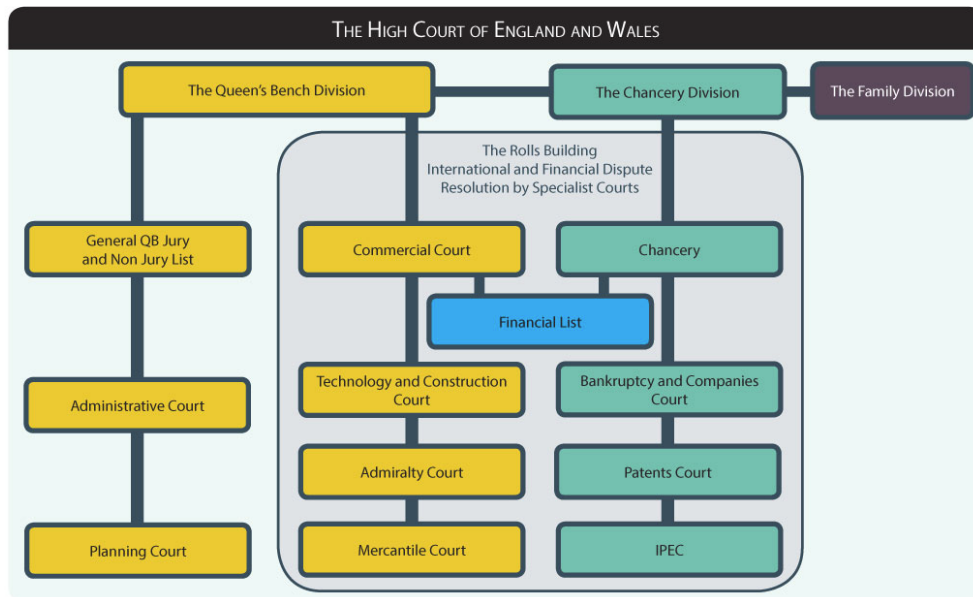 THE HIGH COURT OF ENGLAND AND WALES
The Queen's Bench Division
The Chancery Division
The Family Division
The Rolls Building
International and Financial Dispute
Resolution by Specialist Courts
General QB Jury
and Non Jury List
Commercial Court
Chancery
Financial List
Administrative Court
Technology and Construction
Court
Bankruptcy and Companies
Court
Admiralty Court
Patents Court
Planning Court
Mercantile Court
IPEC